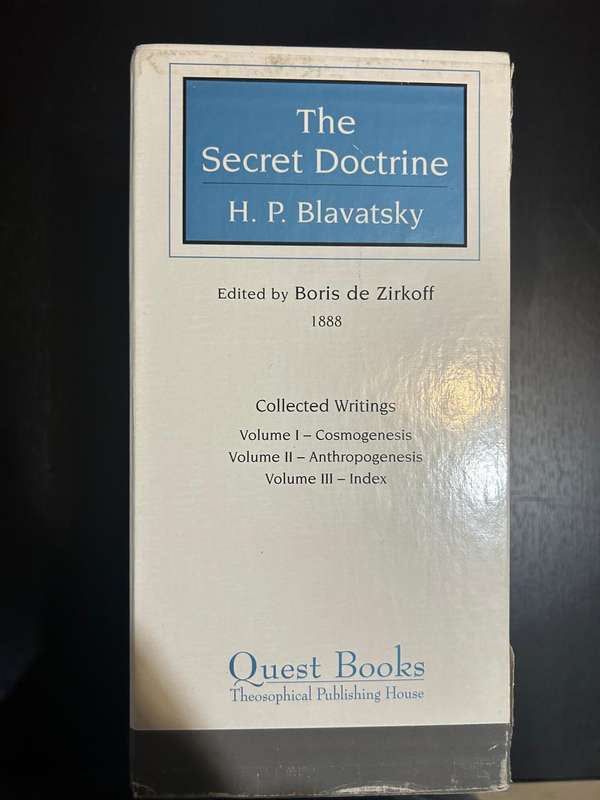 The
Secret Doctrine
H. P. Blavatsky
Edited by Boris de Zirkoff
1888
Collected Writings
Volume I – Cosmogenesis
Volume II – Anthropogenesis
Volume III – Index
Quest Books
Theosophical Publishing House